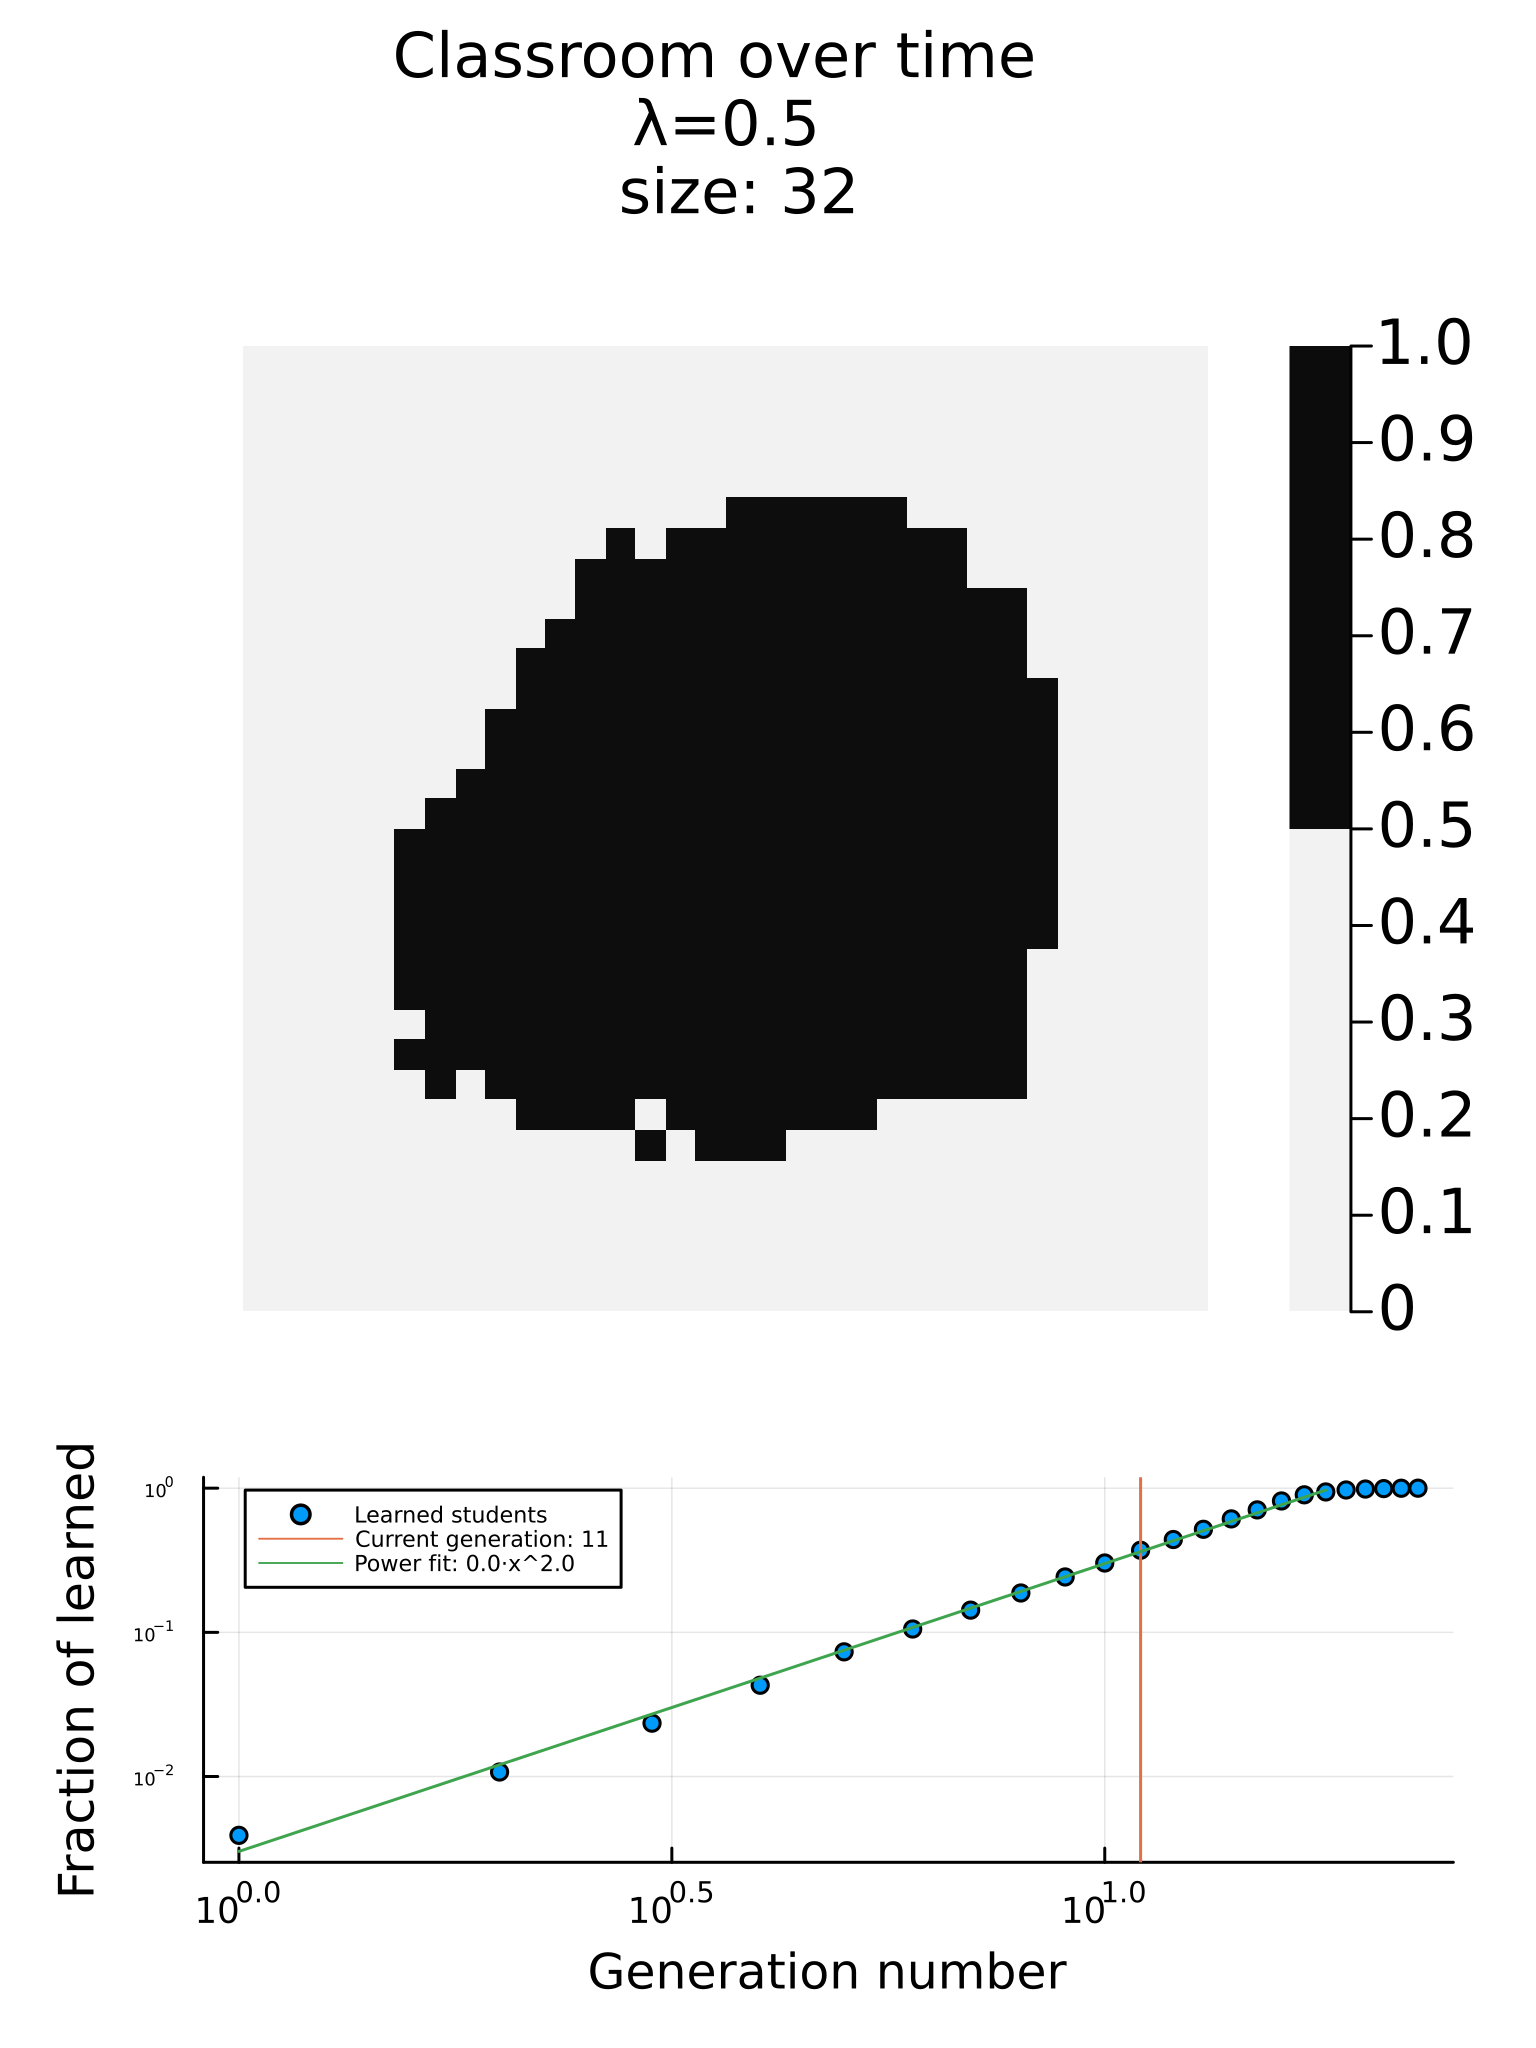 Classroom over time
λ=0.5
size: 32
1.0
0.9
0.8
0.7
0.6
0.5
0.4
0.3
0.2
0.1
0
Fraction of learned
10⁰
10⁻¹
10⁻²
Learned students
Current generation: 11
Power fit: 0.0·x^2.0
10^0.0 10^0.5 10^1.0
Generation number